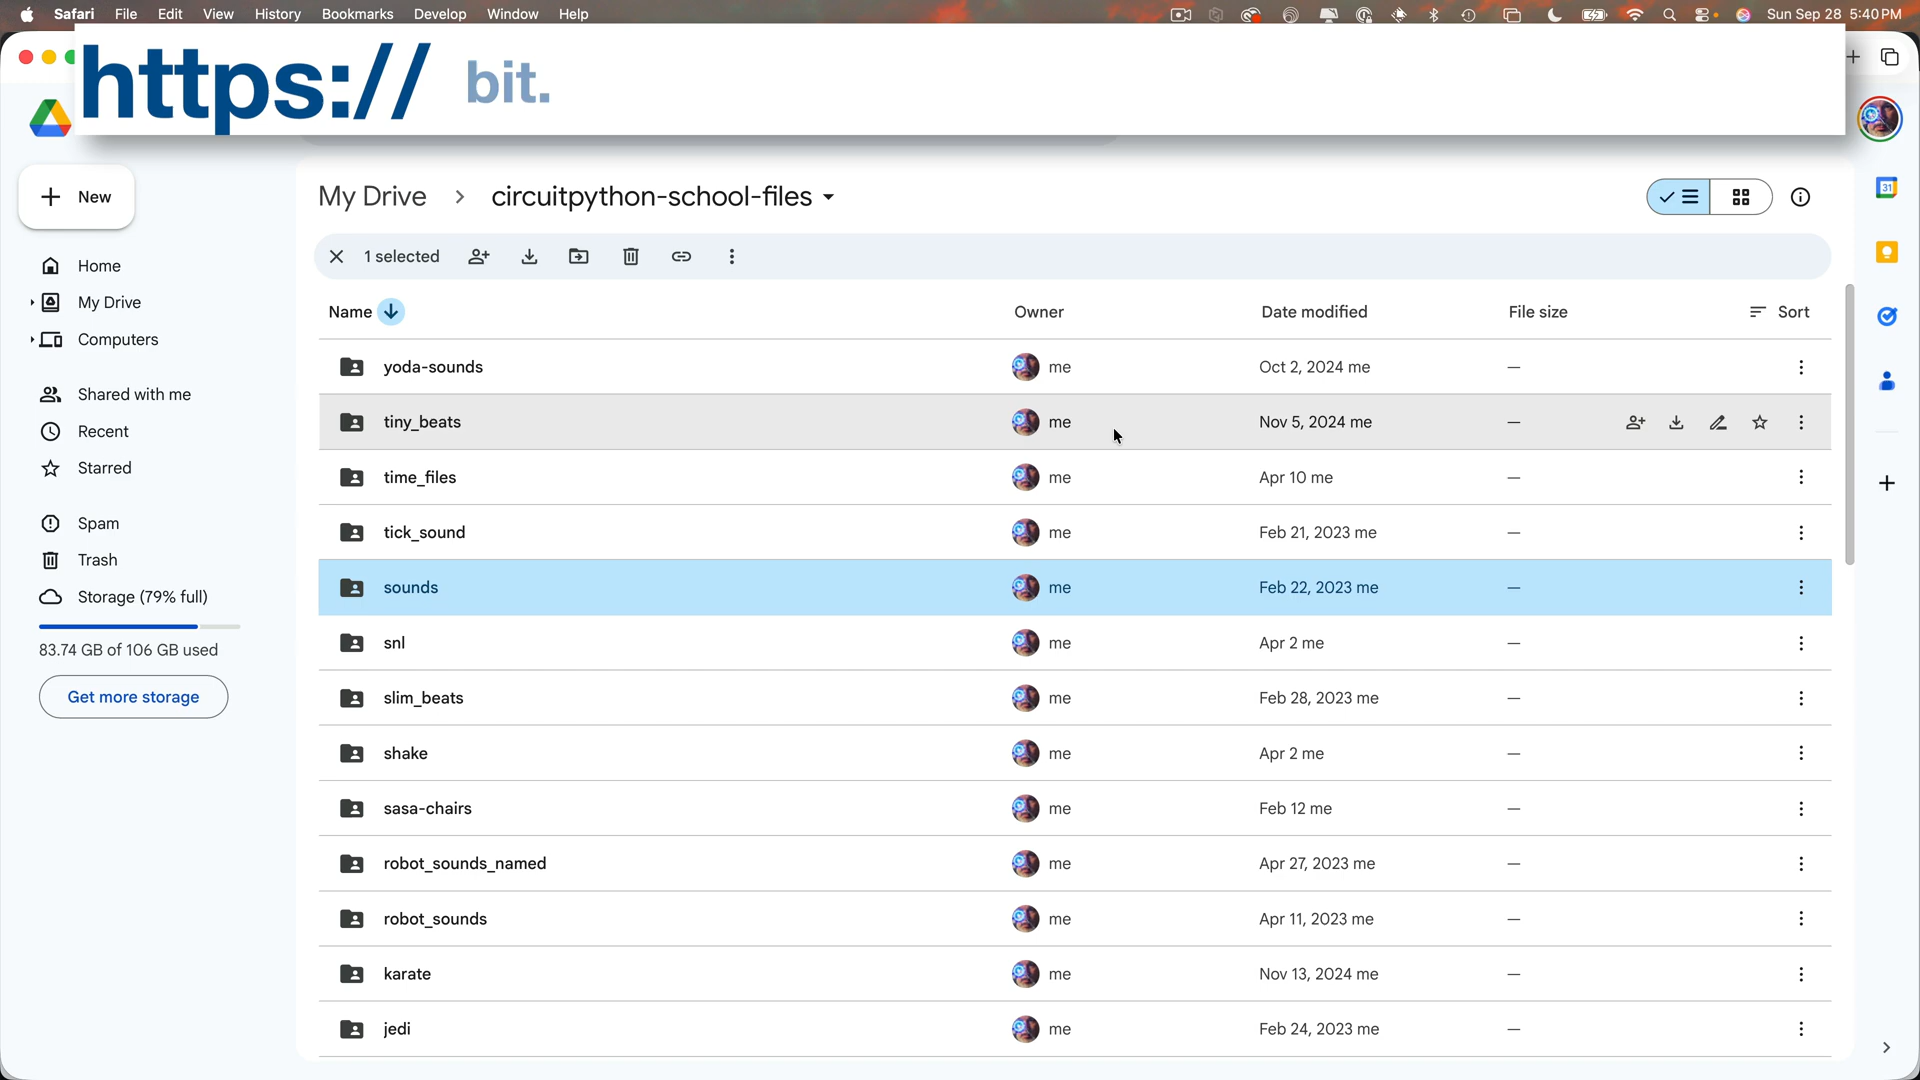 Safari File Edit View History Bookmarks Develop Window Help Sun Sep 28 5:40 PM
https:// bit.
New
My Drive circuitpython-school-files
1 selected
Home
My Drive
Computers
Shared with me
Recent
Starred
Spam
Trash
Storage (79% full)
83.74 GB of 106 GB used
Get more storage
Name Owner Date modified File size Sort
yoda-sounds me Oct 2, 2024 me —
tiny_beats me Nov 5, 2024 me —
time_files me Apr 10 me —
tick_sound me Feb 21, 2023 me —
sounds me Feb 22, 2023 me —
snl me Apr 2 me —
slim_beats me Feb 28, 2023 me —
shake me Apr 2 me —
sasa-chairs me Feb 12 me —
robot_sounds_named me Apr 27, 2023 me —
robot_sounds me Apr 11, 2023 me —
karate me Nov 13, 2024 me —
jedi me Feb 24, 2023 me —
31